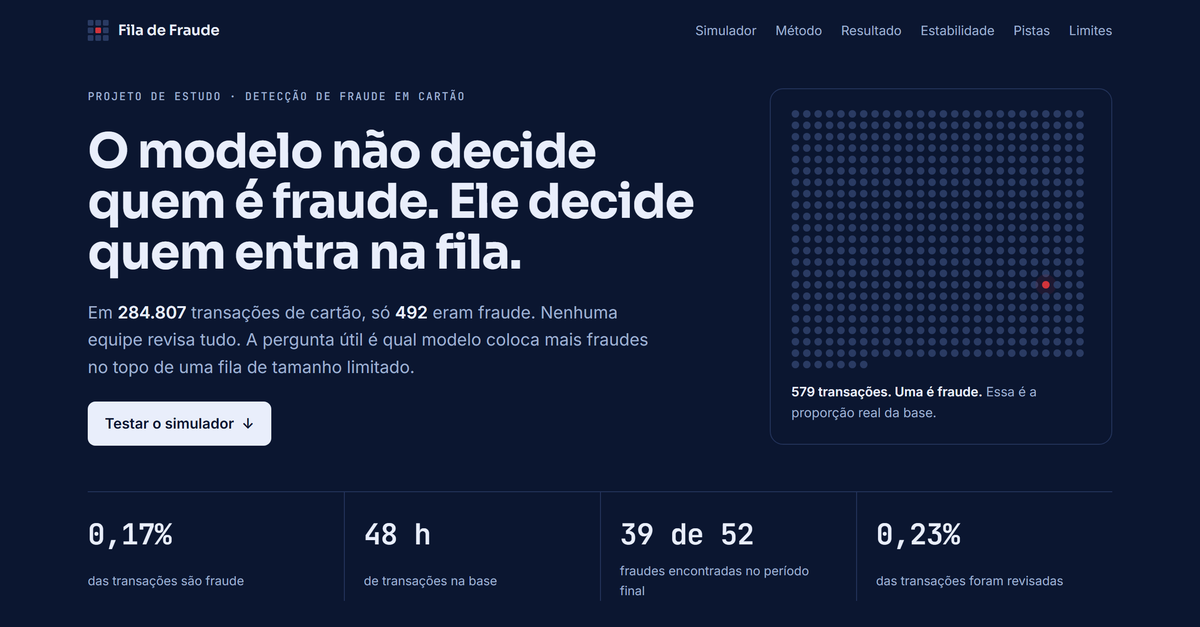 Fila de Fraude
Simulador Método Resultado Estabilidade Pistas Limites
PROJETO DE ESTUDO · DETECÇÃO DE FRAUDE EM CARTÃO
O modelo não decide
quem é fraude. Ele decide
quem entra na fila.
Em 284.807 transações de cartão, só 492 eram fraude. Nenhuma
equipe revisa tudo. A pergunta útil é qual modelo coloca mais fraudes
no topo de uma fila de tamanho limitado.
Testar o simulador ↓
579 transações. Uma é fraude. Essa é a
proporção real da base.
0,17%
das transações são fraude
48 h
de transações na base
39 de 52
fraudes encontradas no período
final
0,23%
das transações foram revisadas